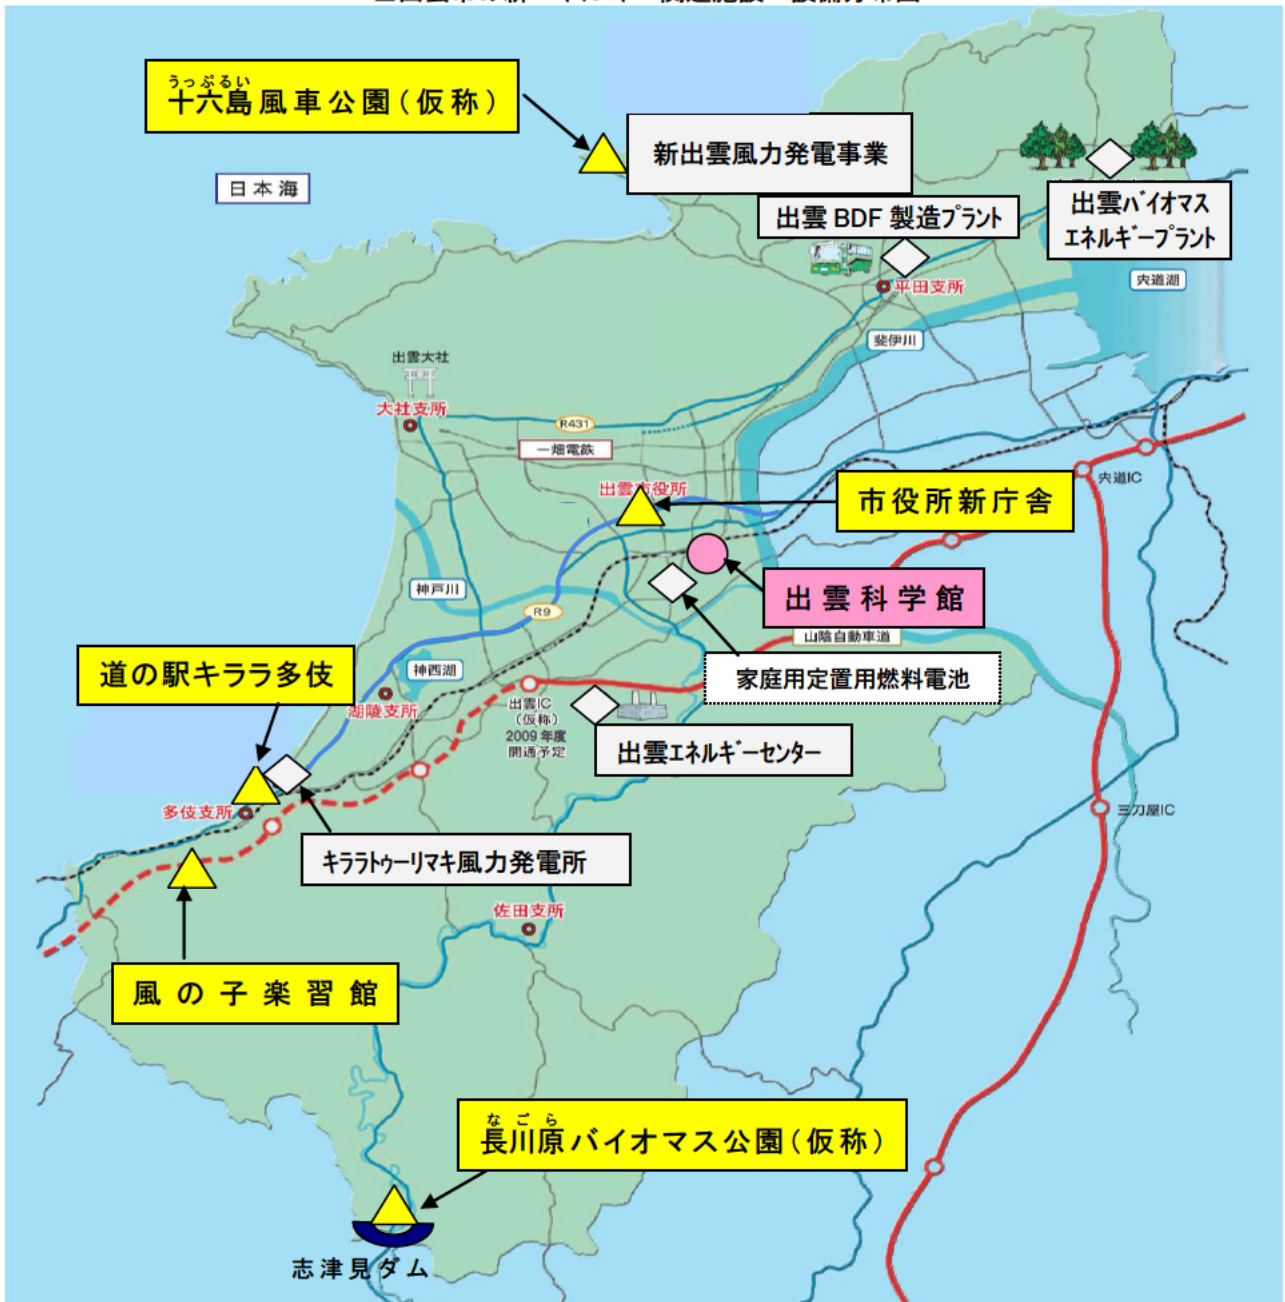 うっぷるい
十六島風車公園(仮称)
新出雲風力発電事業
日本海
出雲BDF製造プラント
出雲バイオマス
エネルギープラント
平田支所
宍道湖
斐伊川
出雲大社
大社支所
R431
一畑電鉄
出雲市役所
市役所新庁舎
宍道IC
神戸川
R9
出雲科学館
山陰自動車道
道の駅キララ多伎
神西湖
湖陵支所
家庭用定置用燃料電池
出雲IC
(仮称)
2009年度
開通予定
出雲エネルギーセンター
多伎支所
三刀屋IC
キララトゥーリマキ風力発電所
佐田支所
風の子楽習館
なごら
長川原バイオマス公園(仮称)
志津見ダム